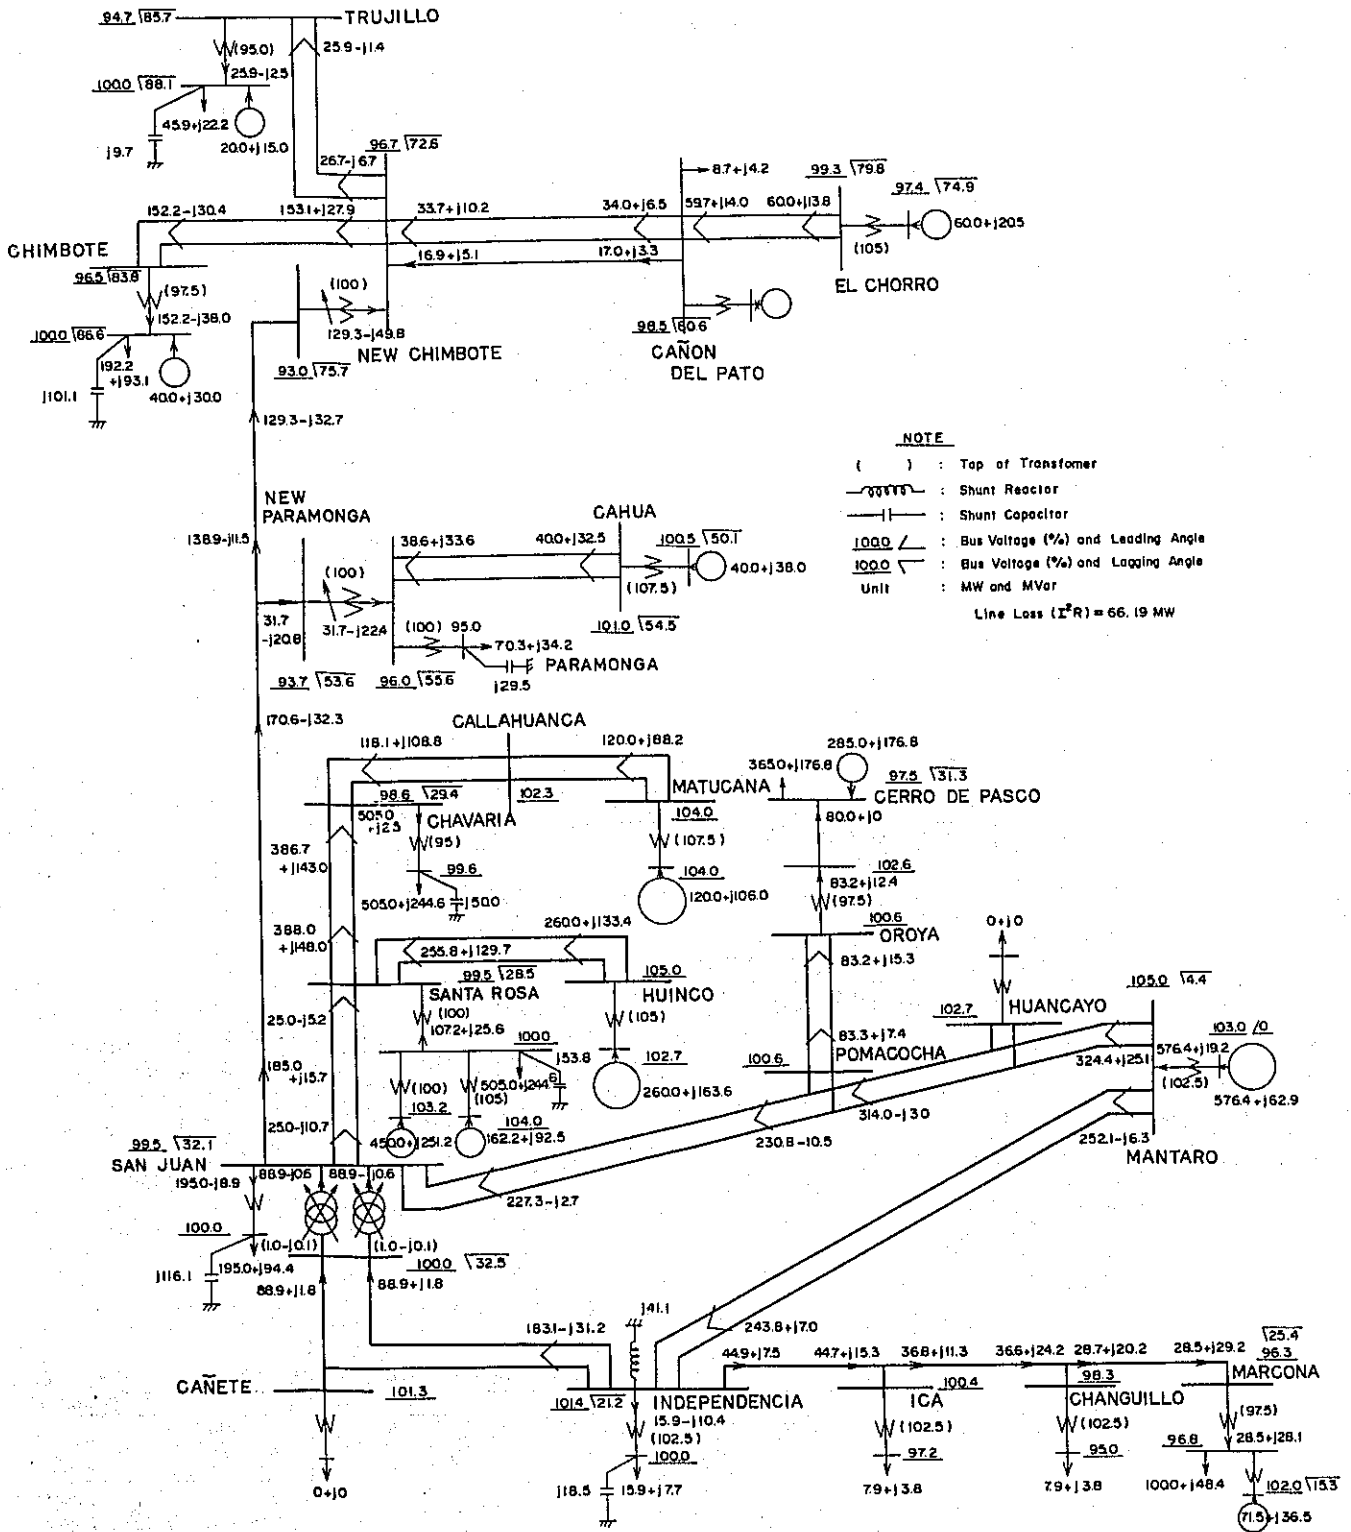 94.7 85.7
TRUJILLO
(95.0)
25.9-j1.4
25.9-j2.5
100.0 88.1
45.9+j22.2
j9.7
20.0+j15.0
26.7-j6.7
96.7 72.6
8.7+j4.2
99.3 79.8
97.4 74.9
152.2-j30.4
153.1+j27.9
33.7+j10.2
34.0+j6.5
59.7+j14.0
60.0+j13.8
60.0+j20.5
CHIMBOTE
(105)
16.9+j5.1
17.0+j3.3
96.5 83.8
EL CHORRO
(97.5)
(100)
152.2-j38.0
129.3-j49.8
98.5 80.6
100.0 86.6
NEW CHIMBOTE
CAÑON
DEL PATO
192.2
+j93.1
93.0 75.7
j101.1
40.0+j30.0
129.3-j32.7
NOTE
( ) : Tap of Transfomer
: Shunt Reactor
: Shunt Capacitor
100.0 : Bus Voltage (%) and Leading Angle
100.0 : Bus Voltage (%) and Lagging Angle
Unit : MW and MVar
Line Loss (I²R) = 66.19 MW
NEW
PARAMONGA
CAHUA
138.9-j11.5
38.6+j33.6
40.0+j32.5
100.5 50.1
40.0+j38.0
(100)
(107.5)
31.7
-j20.8
31.7-j22.4
(100)
95.0
101.0 54.5
70.3+j34.2
PARAMONGA
93.7 53.6
96.0 55.6
j29.5
170.6-j32.3
CALLAHUANCA
118.1+j108.8
120.0+j88.2
285.0+j176.8
365.0+j176.8
MATUCANA
97.5 31.3
98.6 29.4
102.3
CERRO DE PASCO
505.0
+j2.5
CHAVARIA
104.0
80.0+j0
(95)
(107.5)
386.7
+j143.0
99.6
104.0
102.6
505.0+j244.6
j50.0
120.0+j106.0
83.2+j12.4
(97.5)
260.0+j133.4
100.6
0+j0
388.0
+j148.0
255.8+j129.7
OROYA
83.2+j15.3
99.5 28.5
105.0
105.0 4.4
SANTA ROSA
HUINCO
HUANCAYO
(100)
(105)
102.7
107.2+j25.6
25.0-j5.2
100.0
83.3+j7.4
103.0 /0
j53.8
102.7
100.6
POMACOCHA
324.4+j25.1
576.4+j19.2
185.0
+j15.7
(100)
505.0+j244.6
(105)
260.0+j163.6
(102.5)
576.4+j62.9
103.2
104.0
314.0-j3.0
25.0-j10.7
450.0+j251.2
162.2+j92.5
230.8-10.5
252.1-j6.3
99.5 32.1
SAN JUAN
MANTARO
195.0-j8.9
88.9-j0.6
88.9-j0.6
227.3-j2.7
100.0
(1.0-j0.1)
(1.0-j0.1)
195.0+j94.4
100.0 32.5
j116.1
88.9+j1.8
88.9+j1.8
j41.1
183.1-j31.2
243.8+j7.0
25.4
44.9+j7.5
44.7+j15.3
36.8+j11.3
36.6+j24.2
28.7+j20.2
28.5+j29.2
96.3
MARCONA
CAÑETE
101.3
101.4 21.2
INDEPENDENCIA
ICA
100.4
98.3
CHANGUILLO
15.9-j10.4
(102.5)
(102.5)
(102.5)
(97.5)
100.0
97.2
95.0
96.8
28.5+j28.1
0+j0
j18.5
15.9+j7.7
7.9+j3.8
7.9+j3.8
100.0+j48.4
102.0 15.3
71.5+j36.5